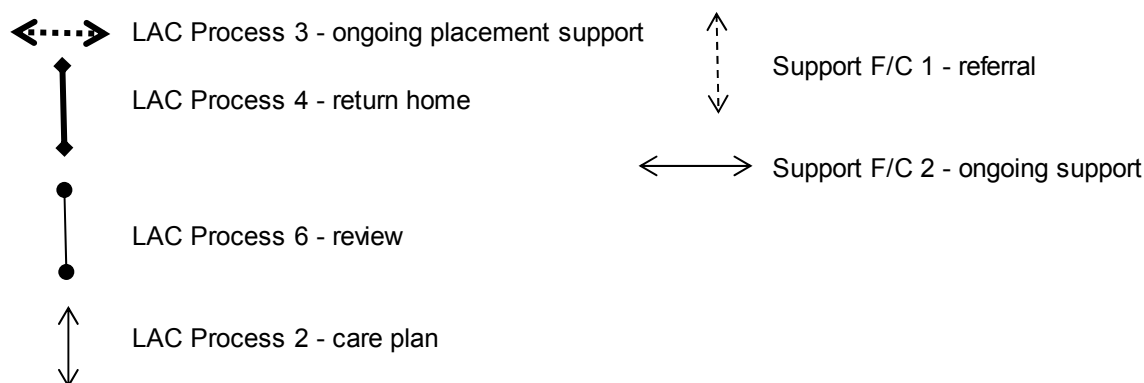 LAC Process 3 - ongoing placement support
LAC Process 4 - return home
LAC Process 6 - review
LAC Process 2 - care plan
Support F/C 1 - referral
Support F/C 2 - ongoing support